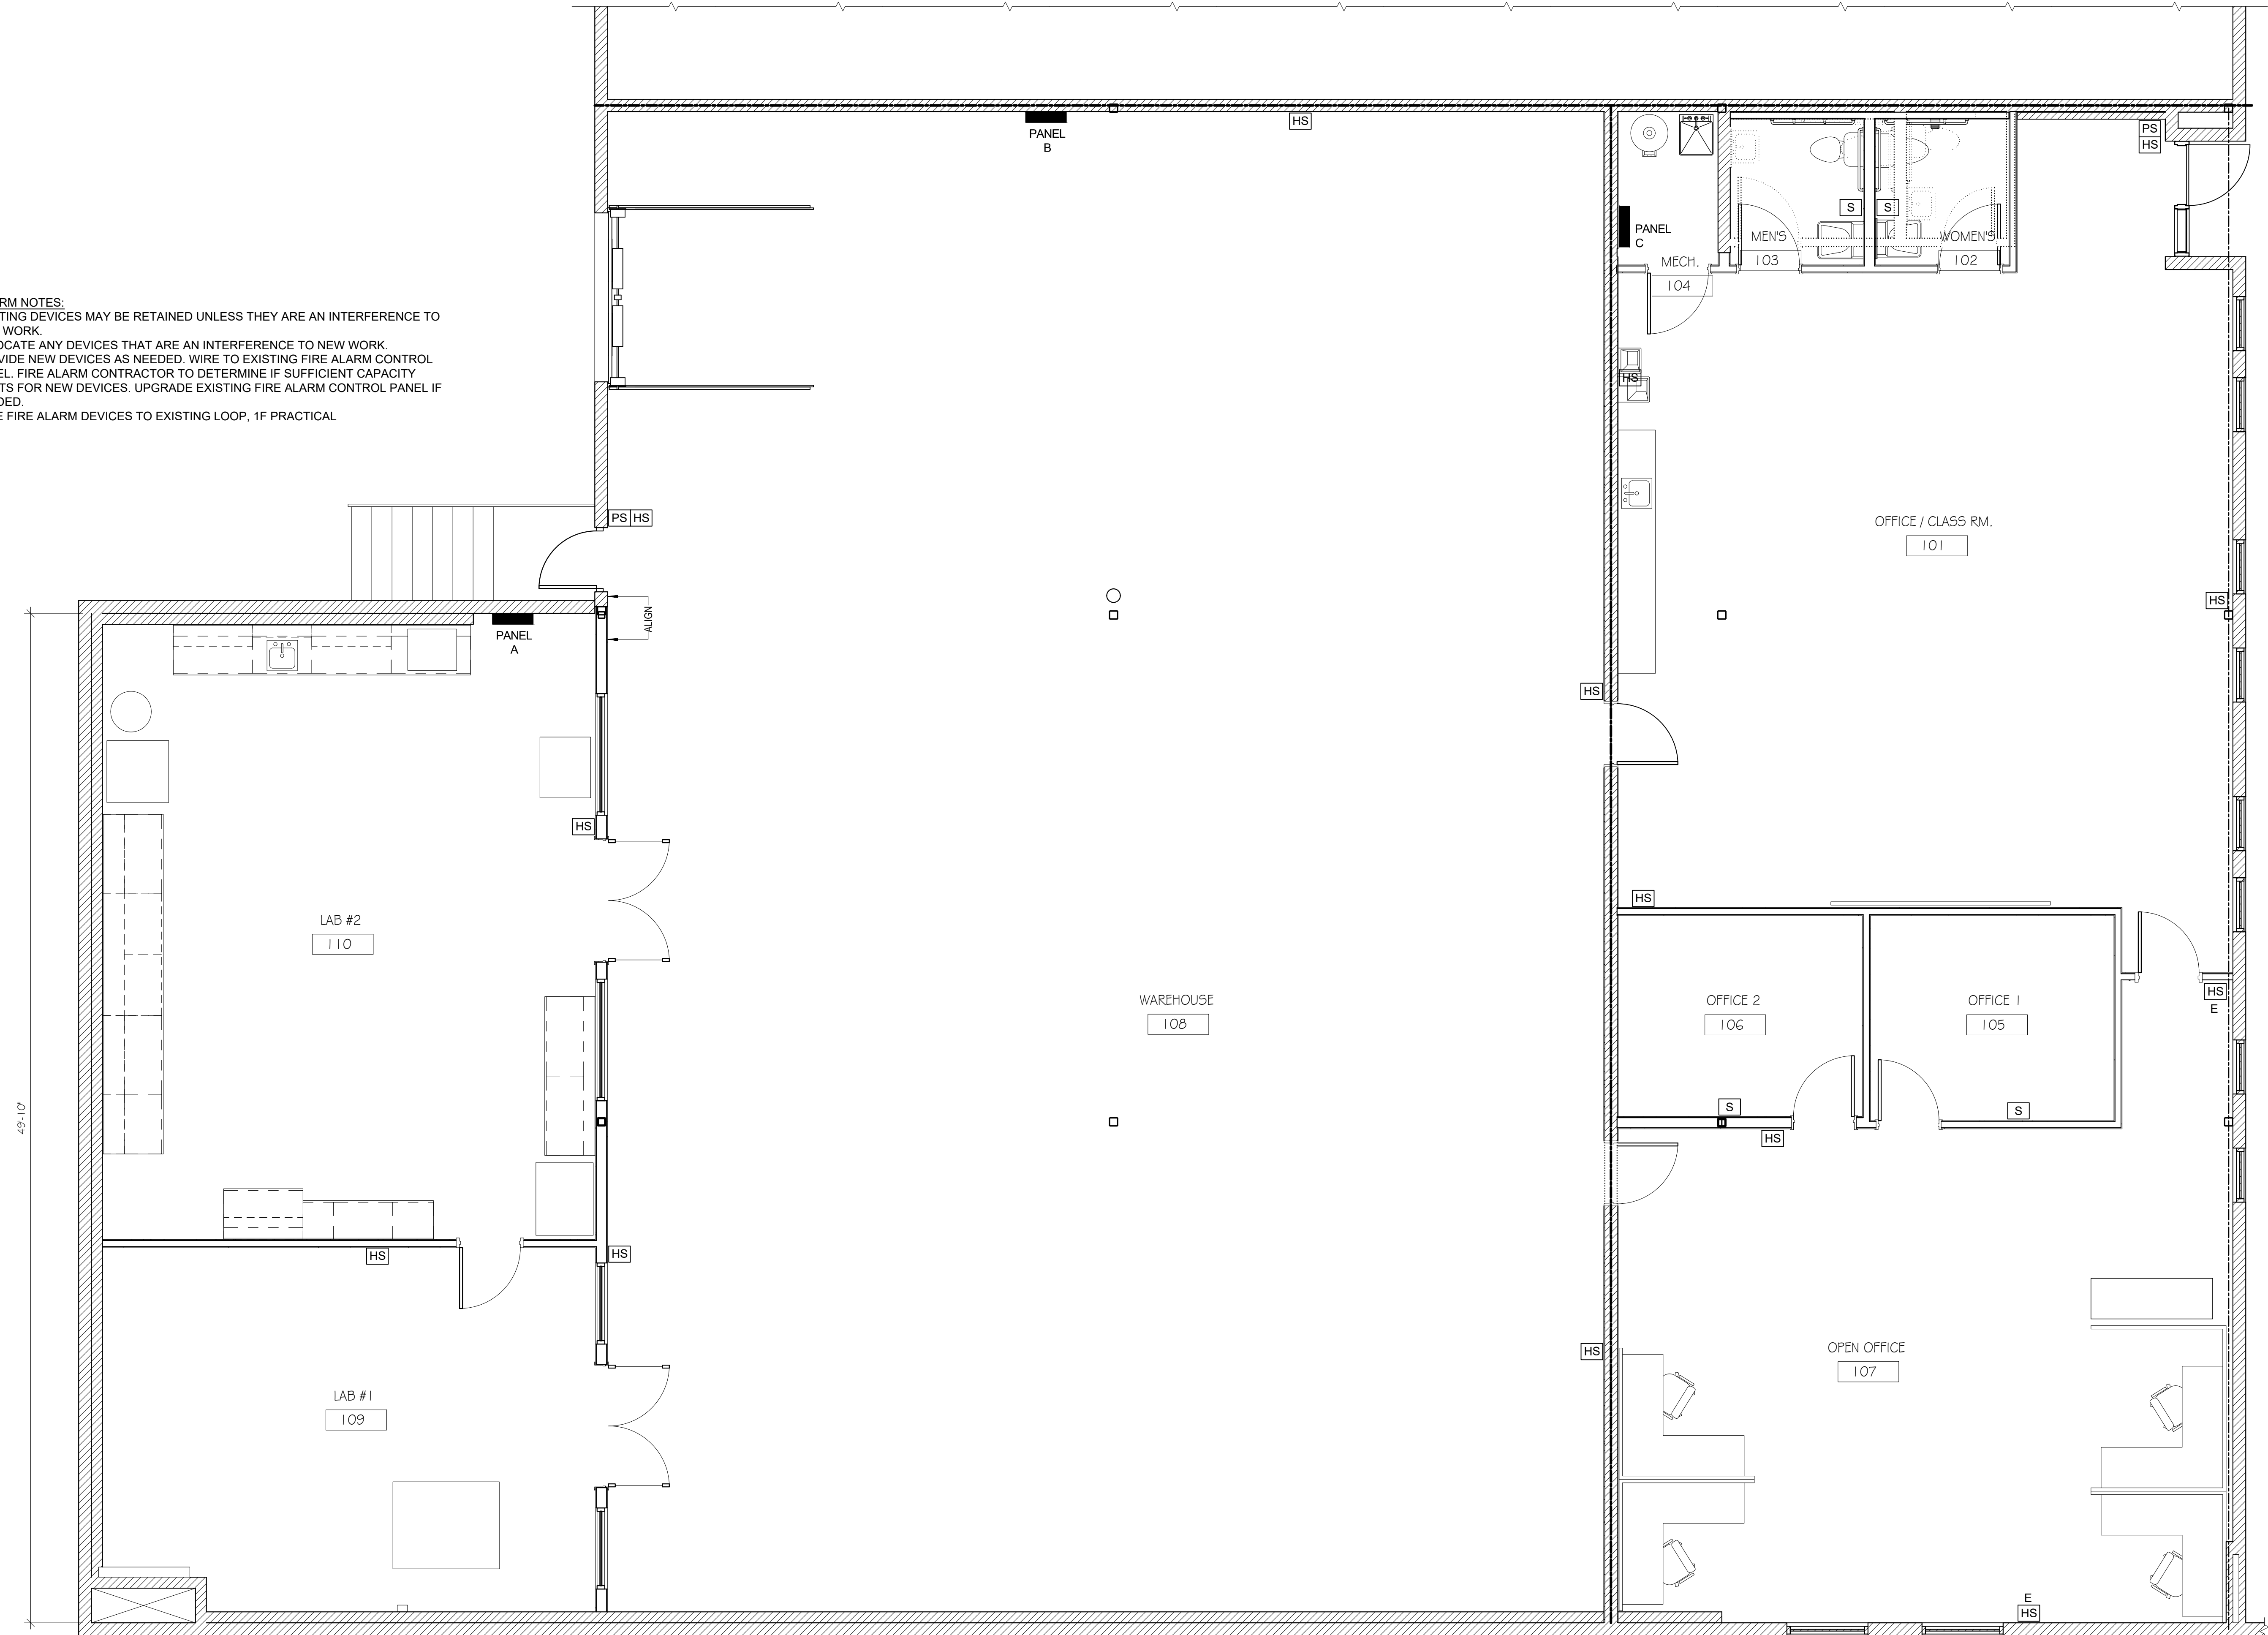 PANEL
B
HS
PS
HS
S
S
PANEL
C
MEN'S
103
WOMEN'S
102
MECH.
104
RM NOTES:
TING DEVICES MAY BE RETAINED UNLESS THEY ARE AN INTERFERENCE TO
WORK.
OCATE ANY DEVICES THAT ARE AN INTERFERENCE TO NEW WORK.
VIDE NEW DEVICES AS NEEDED. WIRE TO EXISTING FIRE ALARM CONTROL
EL. FIRE ALARM CONTRACTOR TO DETERMINE IF SUFFICIENT CAPACITY
TS FOR NEW DEVICES. UPGRADE EXISTING FIRE ALARM CONTROL PANEL IF
DED.
E FIRE ALARM DEVICES TO EXISTING LOOP, 1F PRACTICAL
HS
PS HS
OFFICE / CLASS RM.
101
HS
ALIGN
PANEL
A
HS
HS
HS
LAB #2
110
WAREHOUSE
108
OFFICE 2
106
OFFICE 1
105
HS
E
49'-10"
S
S
HS
HS
HS
HS
OPEN OFFICE
107
LAB #1
109
E
HS